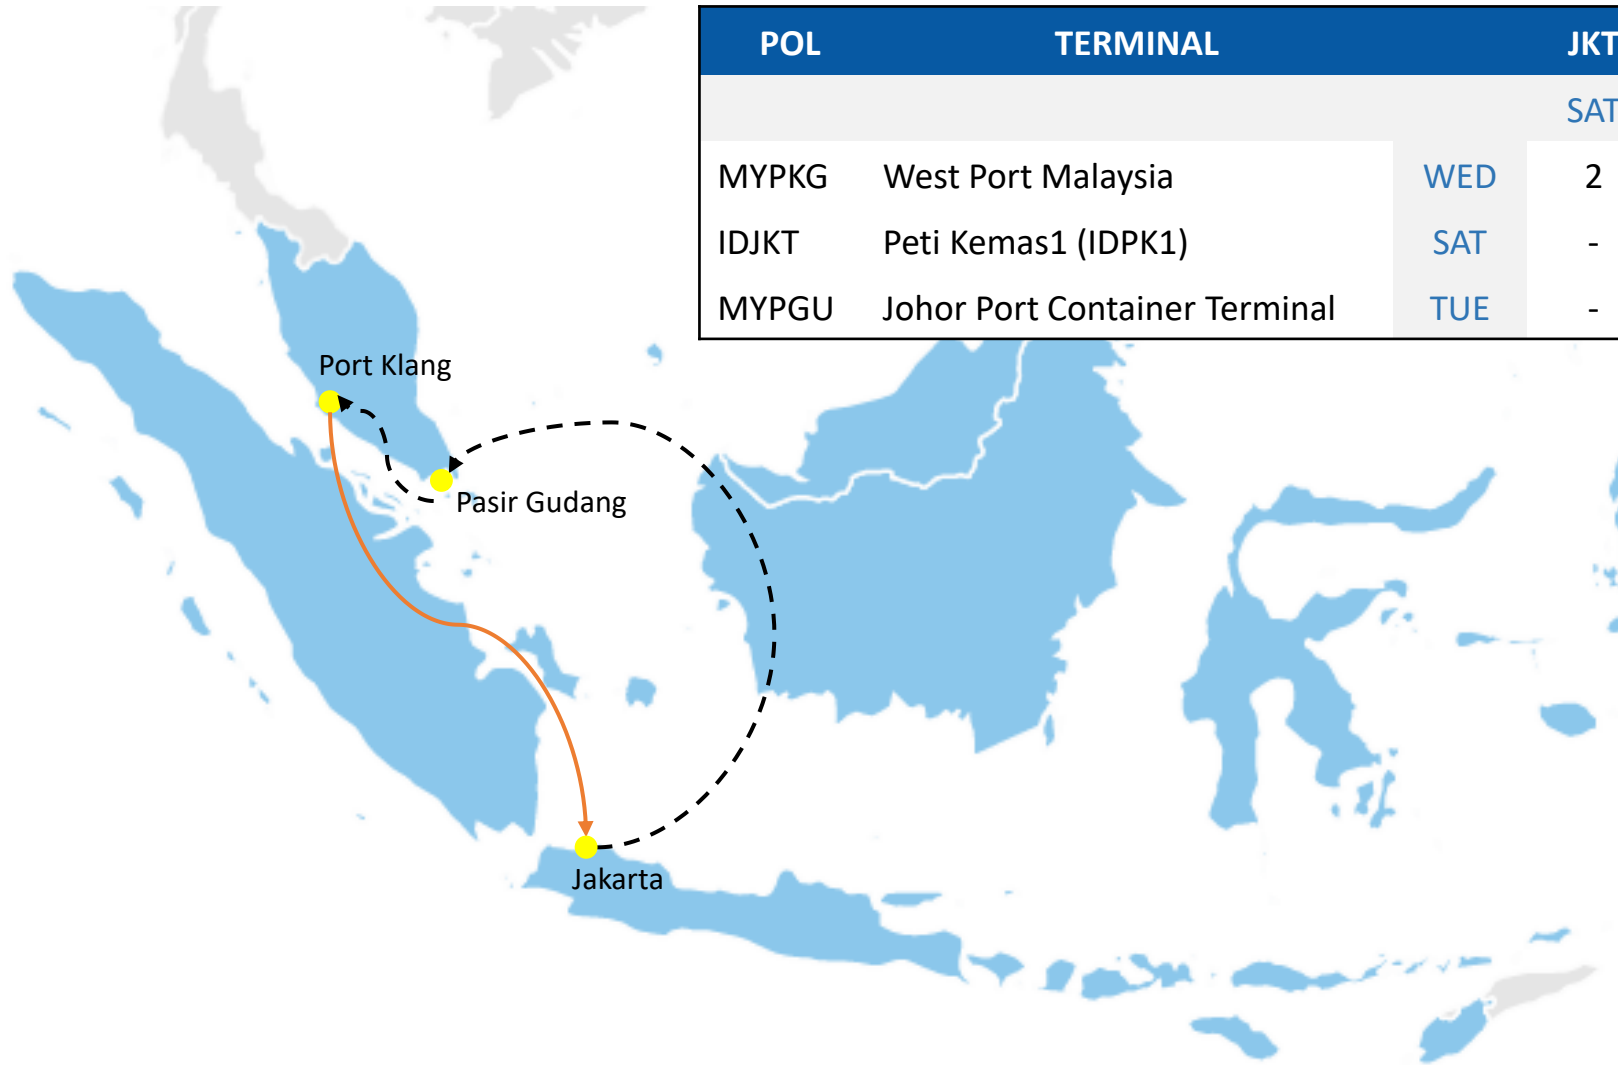 POL TERMINAL JKT
SAT
MYPKG West Port Malaysia WED 2
IDJKT Peti Kemas1 (IDPK1) SAT -
MYPGU Johor Port Container Terminal TUE -
Port Klang
Pasir Gudang
Jakarta